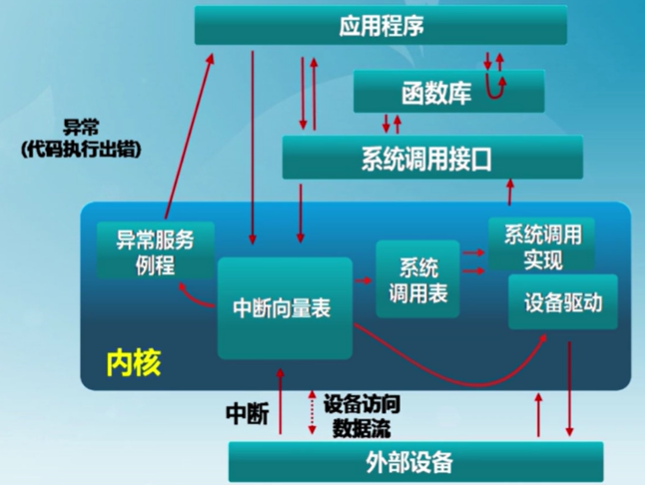 应用程序
函数库
异常
(代码执行出错)
系统调用接口
异常服务
例程
系统
调用表
系统调用
实现
中断向量表
设备驱动
内核
中断
设备访问
数据流
外部设备